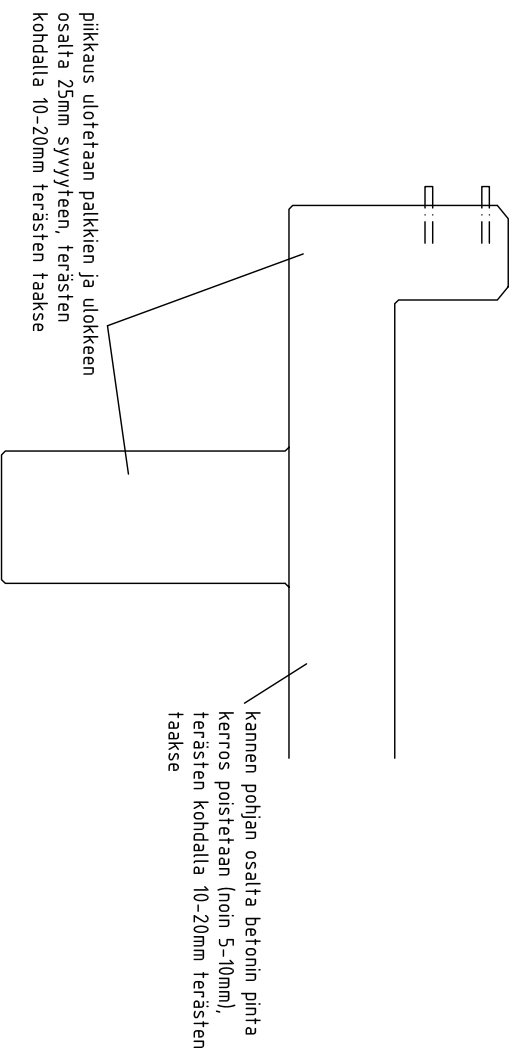 piikkaus ulotetaan palkkien ja ulokkeen
osalta 25mm syvyyteen, terästen
kohdalla 10-20mm terästen taakse
kannen pohjan osalta betonin pinta
kerros poistetaan (noin 5-10mm),
terästen kohdalla 10-20mm terästen
taakse